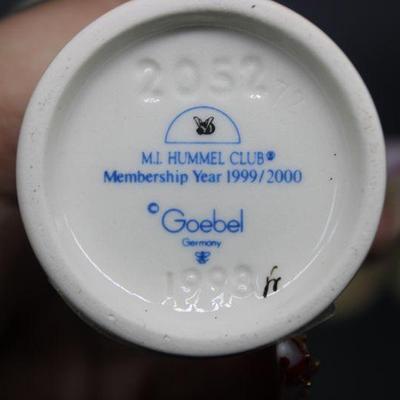 2052
M.I. HUMMEL CLUB®
Membership Year 1999/2000
© Goebel
Germany
1998